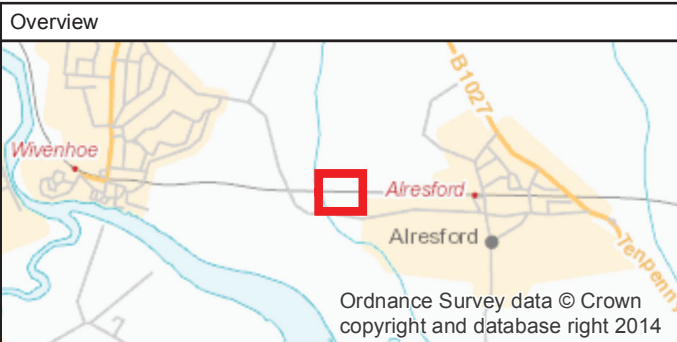 Overview
B1027
Wivenhoe
Alresford
Alresford
Tenpenny
Ordnance Survey data © Crown
copyright and database right 2014